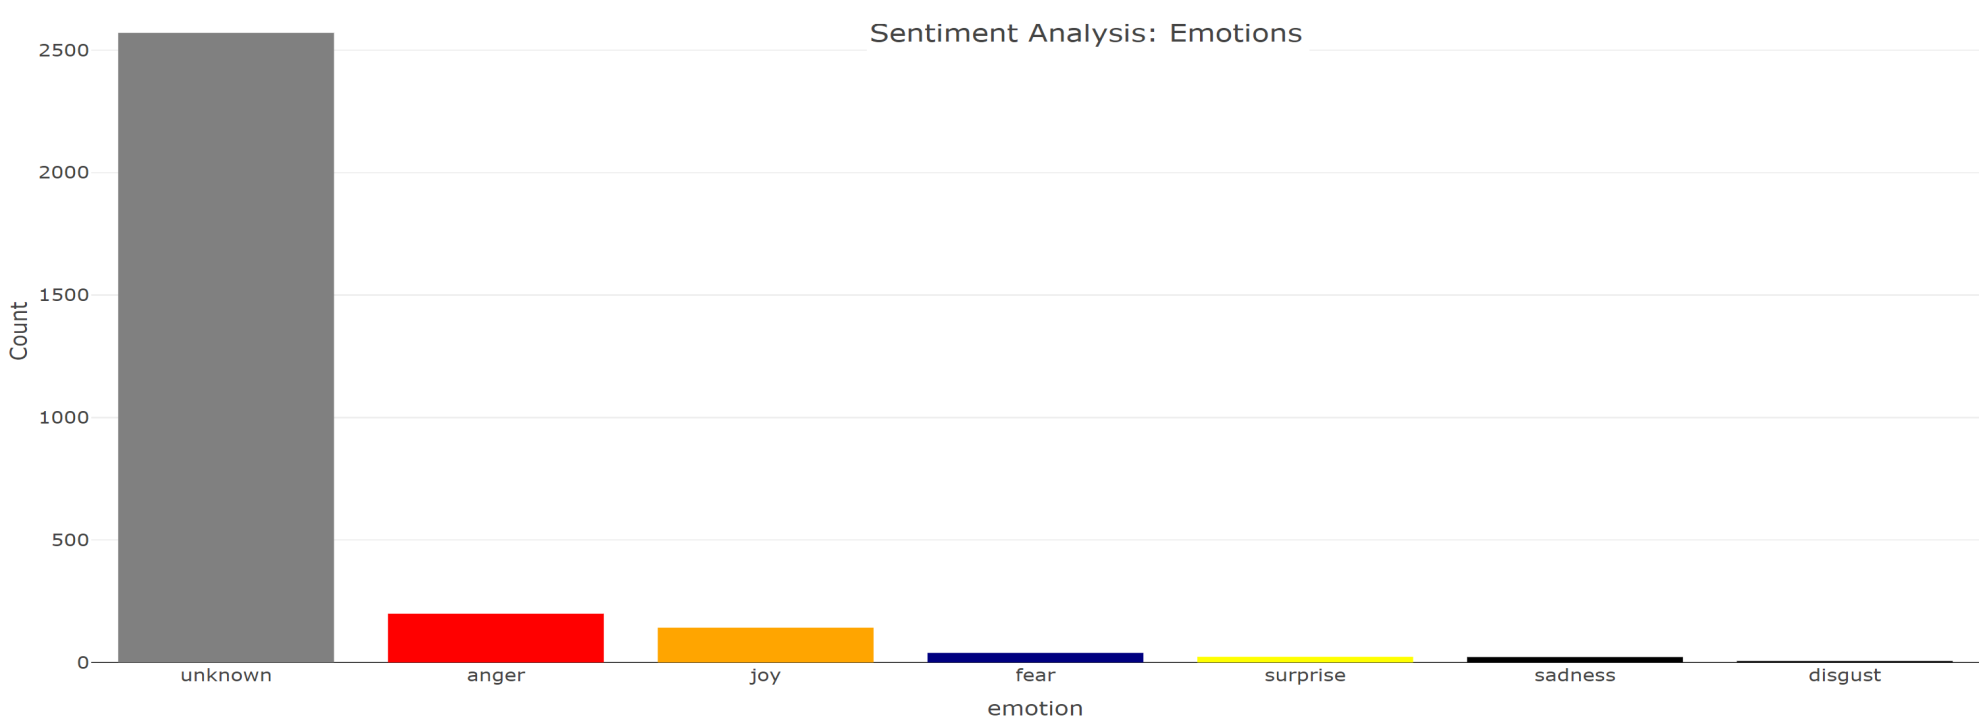 Sentiment Analysis: Emotions
Count
2500
2000
1500
1000
500
0
unknown anger joy fear surprise sadness disgust
emotion